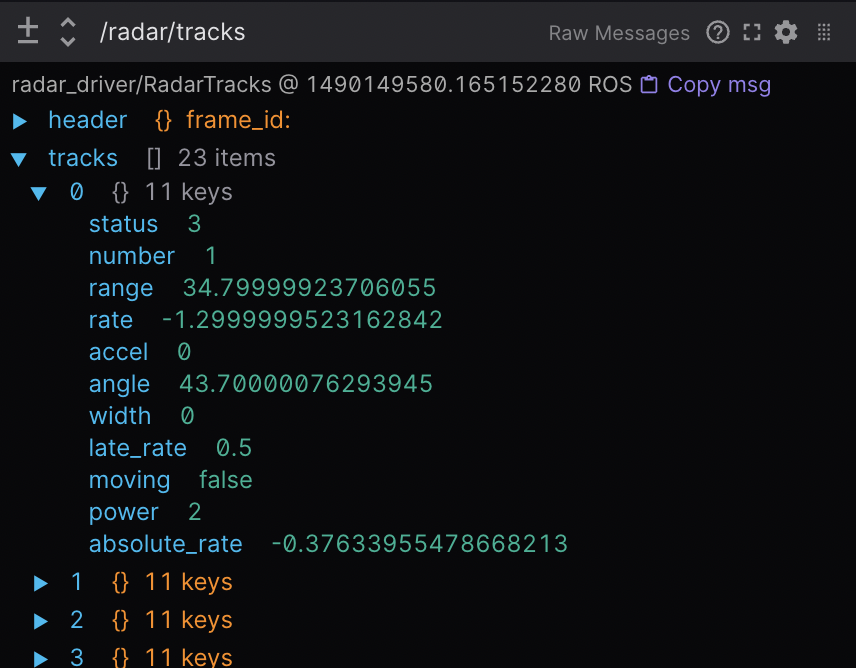 /radar/tracks Raw Messages
radar_driver/RadarTracks @ 1490149580.165152280 ROS Copy msg
header {} frame_id:
tracks [] 23 items
0 {} 11 keys
status 3
number 1
range 34.79999923706055
rate -1.2999999523162842
accel 0
angle 43.70000076293945
width 0
late_rate 0.5
moving false
power 2
absolute_rate -0.37633955478668213
1 {} 11 keys
2 {} 11 keys
3 {} 11 keys